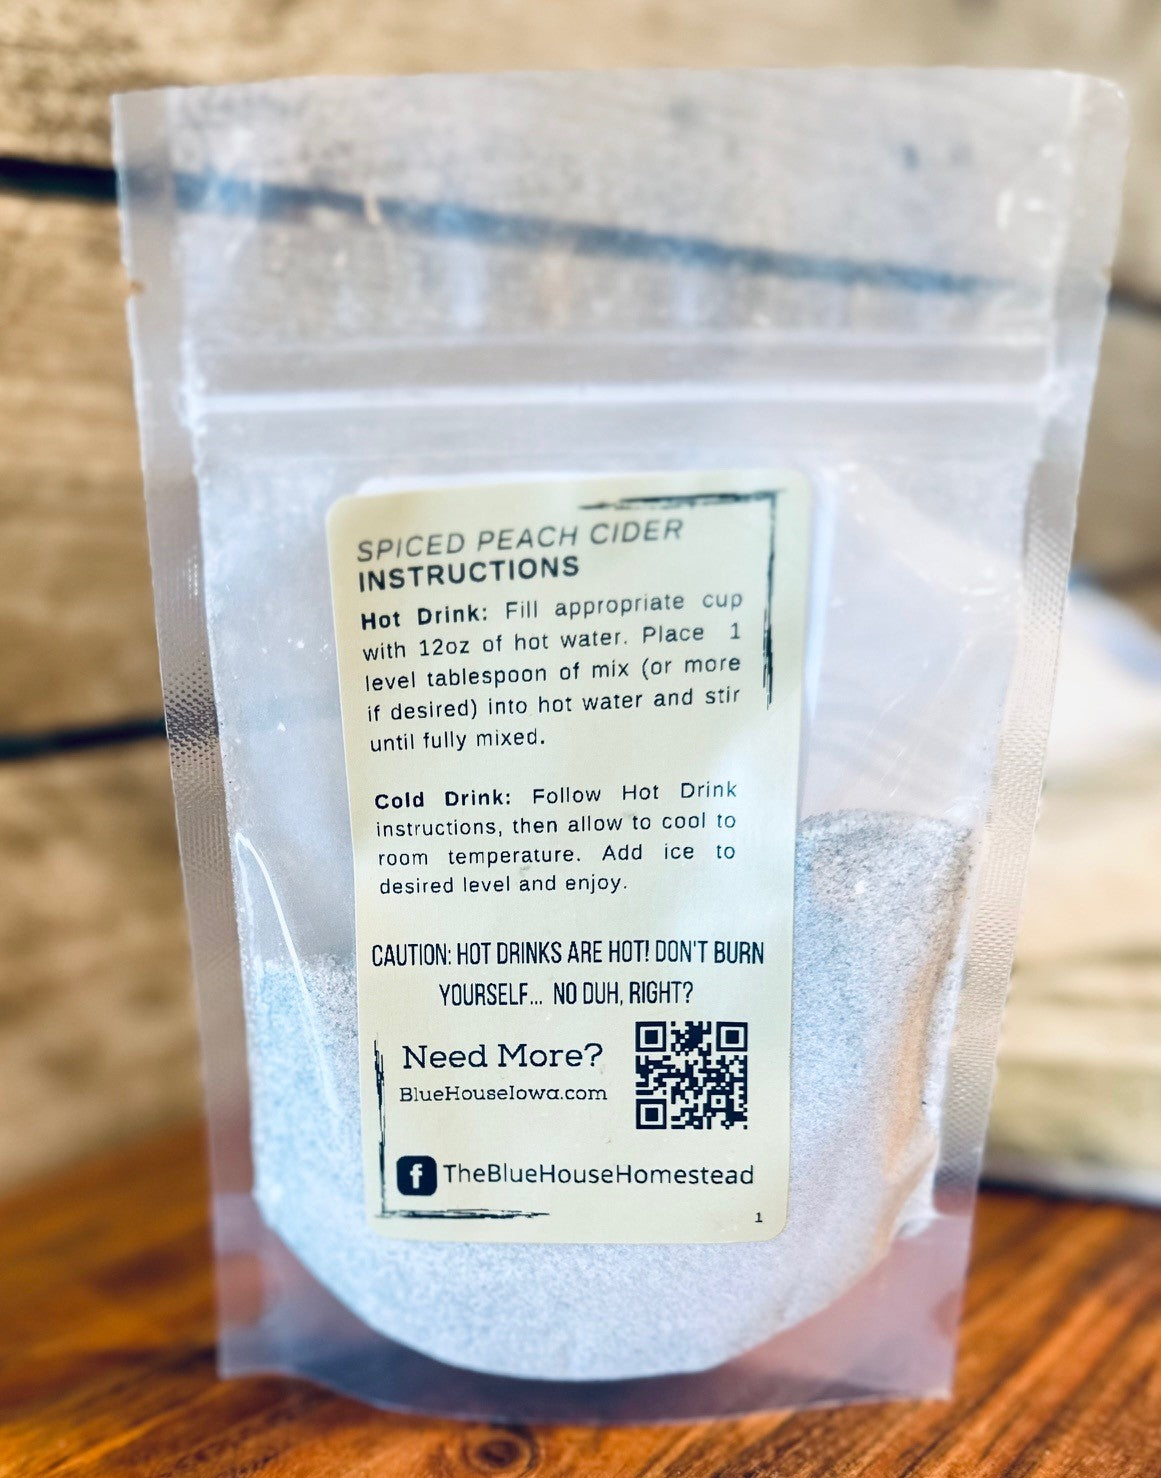 SPICED PEACH CIDER
INSTRUCTIONS
Hot Drink: Fill appropriate cup
with 12oz of hot water. Place 1
level tablespoon of mix (or more
if desired) into hot water and stir
until fully mixed.
Cold Drink: Follow Hot Drink
instructions, then allow to cool to
room temperature. Add ice to
desired level and enjoy.
CAUTION: HOT DRINKS ARE HOT! DON'T BURN
YOURSELF... NO DUH, RIGHT?
Need More?
BlueHouseIowa.com
f TheBlueHouseHomestead
1